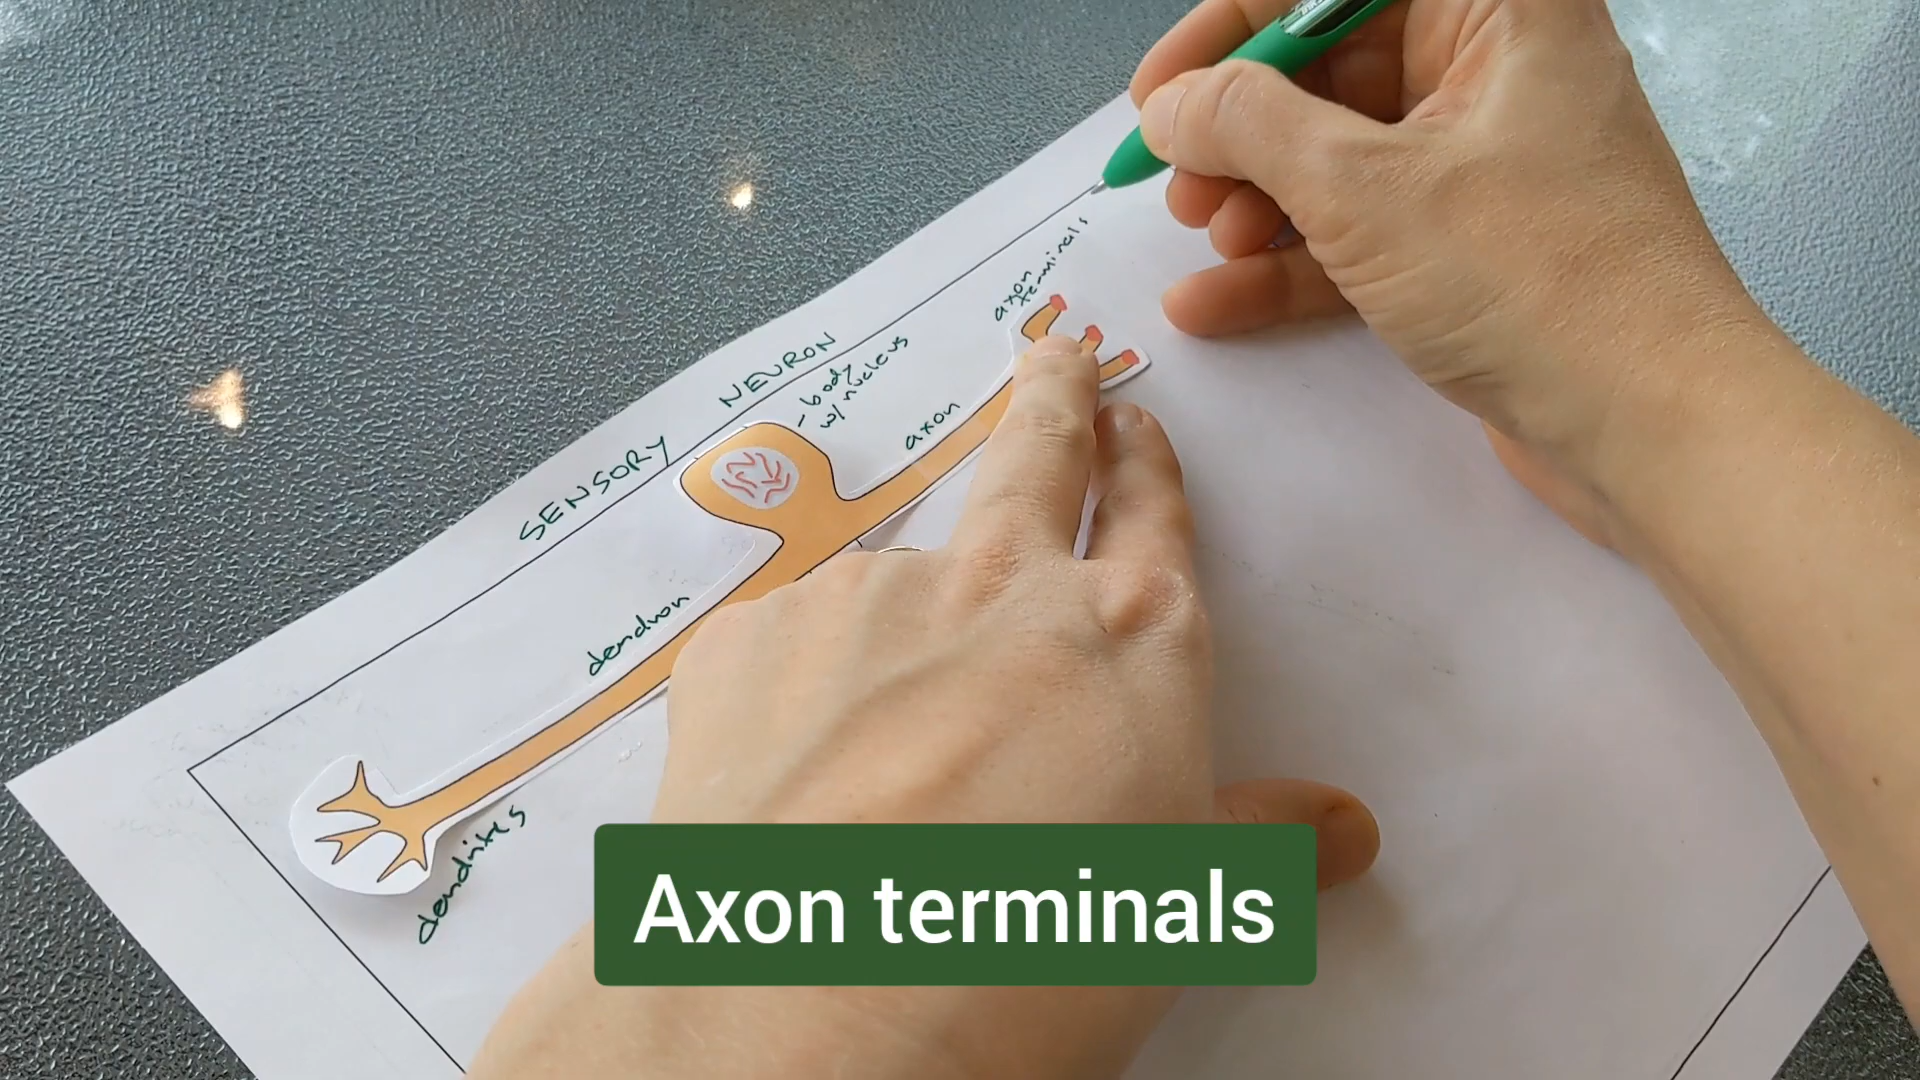 SENSORY NEURON
- body
w/ nucleus
axon
axon
terminals
dendron
dendrites
Axon terminals